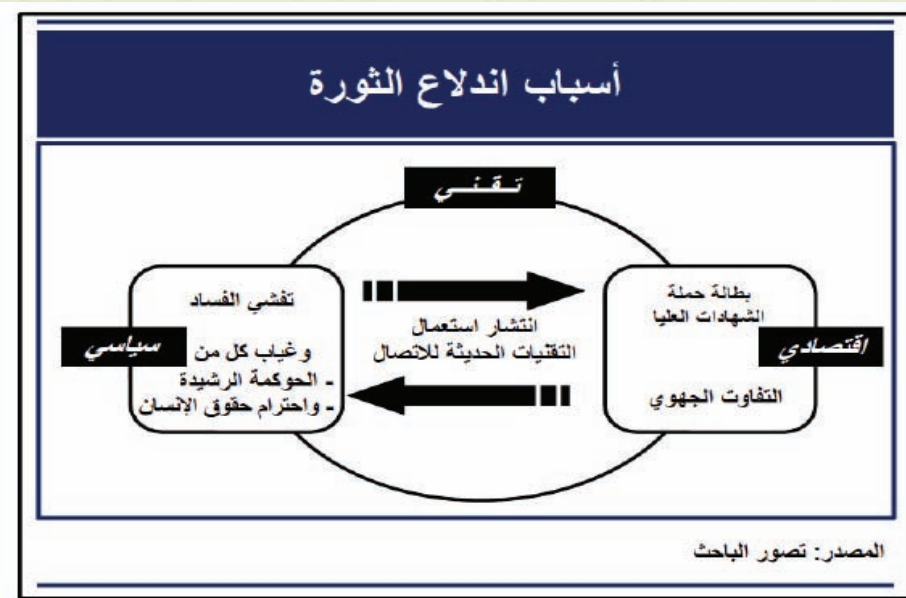 أسباب اندلاع الثورة
تـقـنـي
اقتصادي
بطالة حملة
الشهادات العليا
التفاوت الجهوي
انتشار استعمال
التقنيات الحديثة للاتصال
سياسي
تفشي الفساد
وغياب كل من
- الحوكمة الرشيدة
- واحترام حقوق الإنسان
المصدر: تصور الباحث